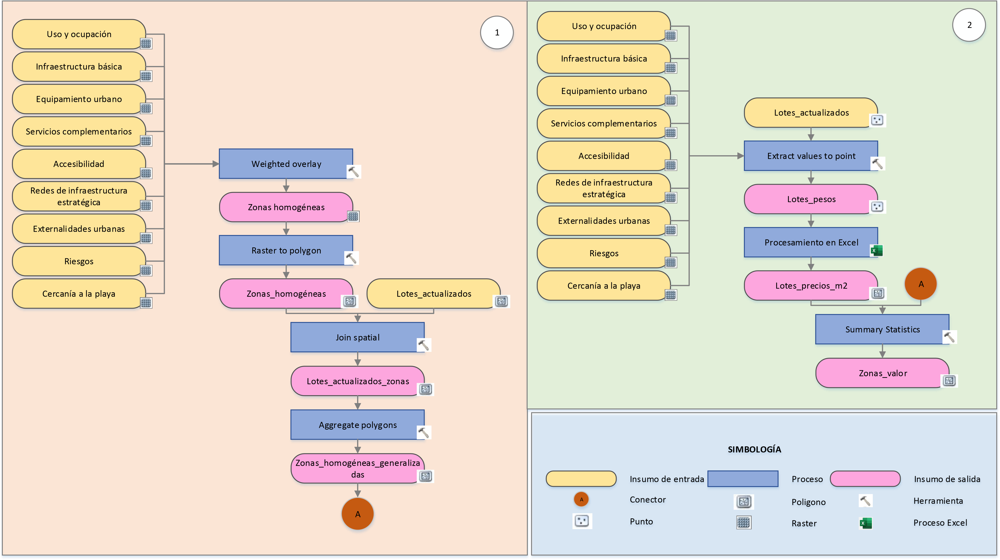 1
Uso y ocupación
Infraestructura básica
Equipamiento urbano
Servicios complementarios
Accesibilidad
Redes de infraestructura
estratégica
Externalidades urbanas
Riesgos
Cercanía a la playa
Weighted overlay
Zonas homogéneas
Raster to polygon
Zonas_homogéneas
Lotes_actualizados
Join spatial
Lotes_actualizados_zonas
Aggregate polygons
Zonas_homogéneas_generaliza
das
A
2
Uso y ocupación
Infraestructura básica
Equipamiento urbano
Servicios complementarios
Accesibilidad
Redes de infraestructura
estratégica
Externalidades urbanas
Riesgos
Cercanía a la playa
Lotes_actualizados
Extract values to point
Lotes_pesos
Procesamiento en Excel
Lotes_precios_m2
A
Summary Statistics
Zonas_valor
SIMBOLOGÍA
Insumo de entrada
Proceso
Insumo de salida
A
Conector
Poligono
Herramienta
Punto
Raster
X
Proceso Excel